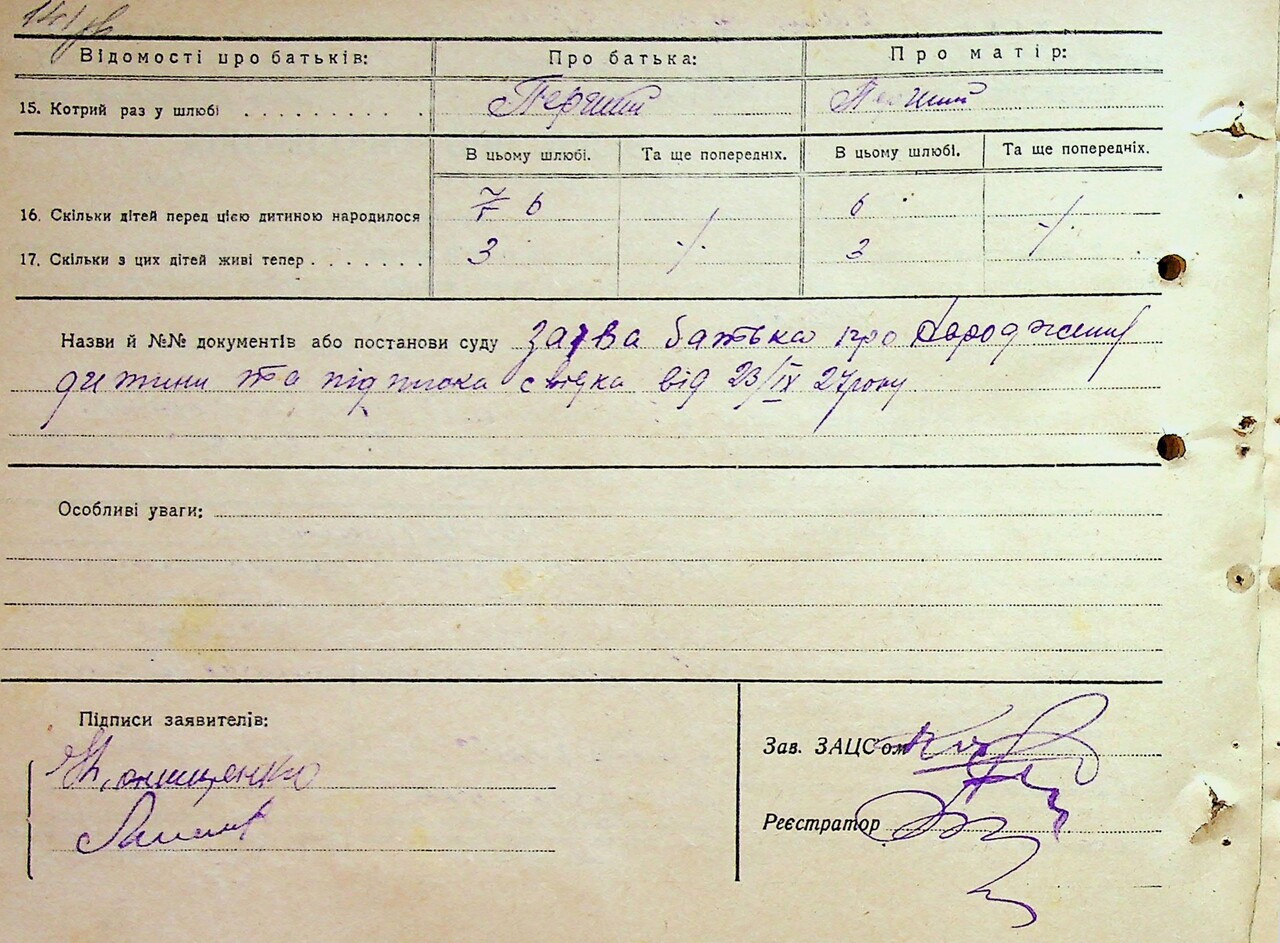 Відомості про батьків: Про батька: Про матір:
15. Котрий раз у шлюбі . . . . . . . . . . Перший Перший
В цьому шлюбі. Та ще попередніх. В цьому шлюбі. Та ще попередніх.
16. Скільки дітей перед цією дитиною народилося 6 ·/· 6 ·/·
17. Скільки з цих дітей живі тепер . . . . . . . 3 3
Назви й №№ документів або постанови суду заява батька про народження
дитини та підписка свідка від 23/IX 27 року
Особливі уваги:
Підписи заявителів:
Зав. ЗАЦС'ом
Реєстратор